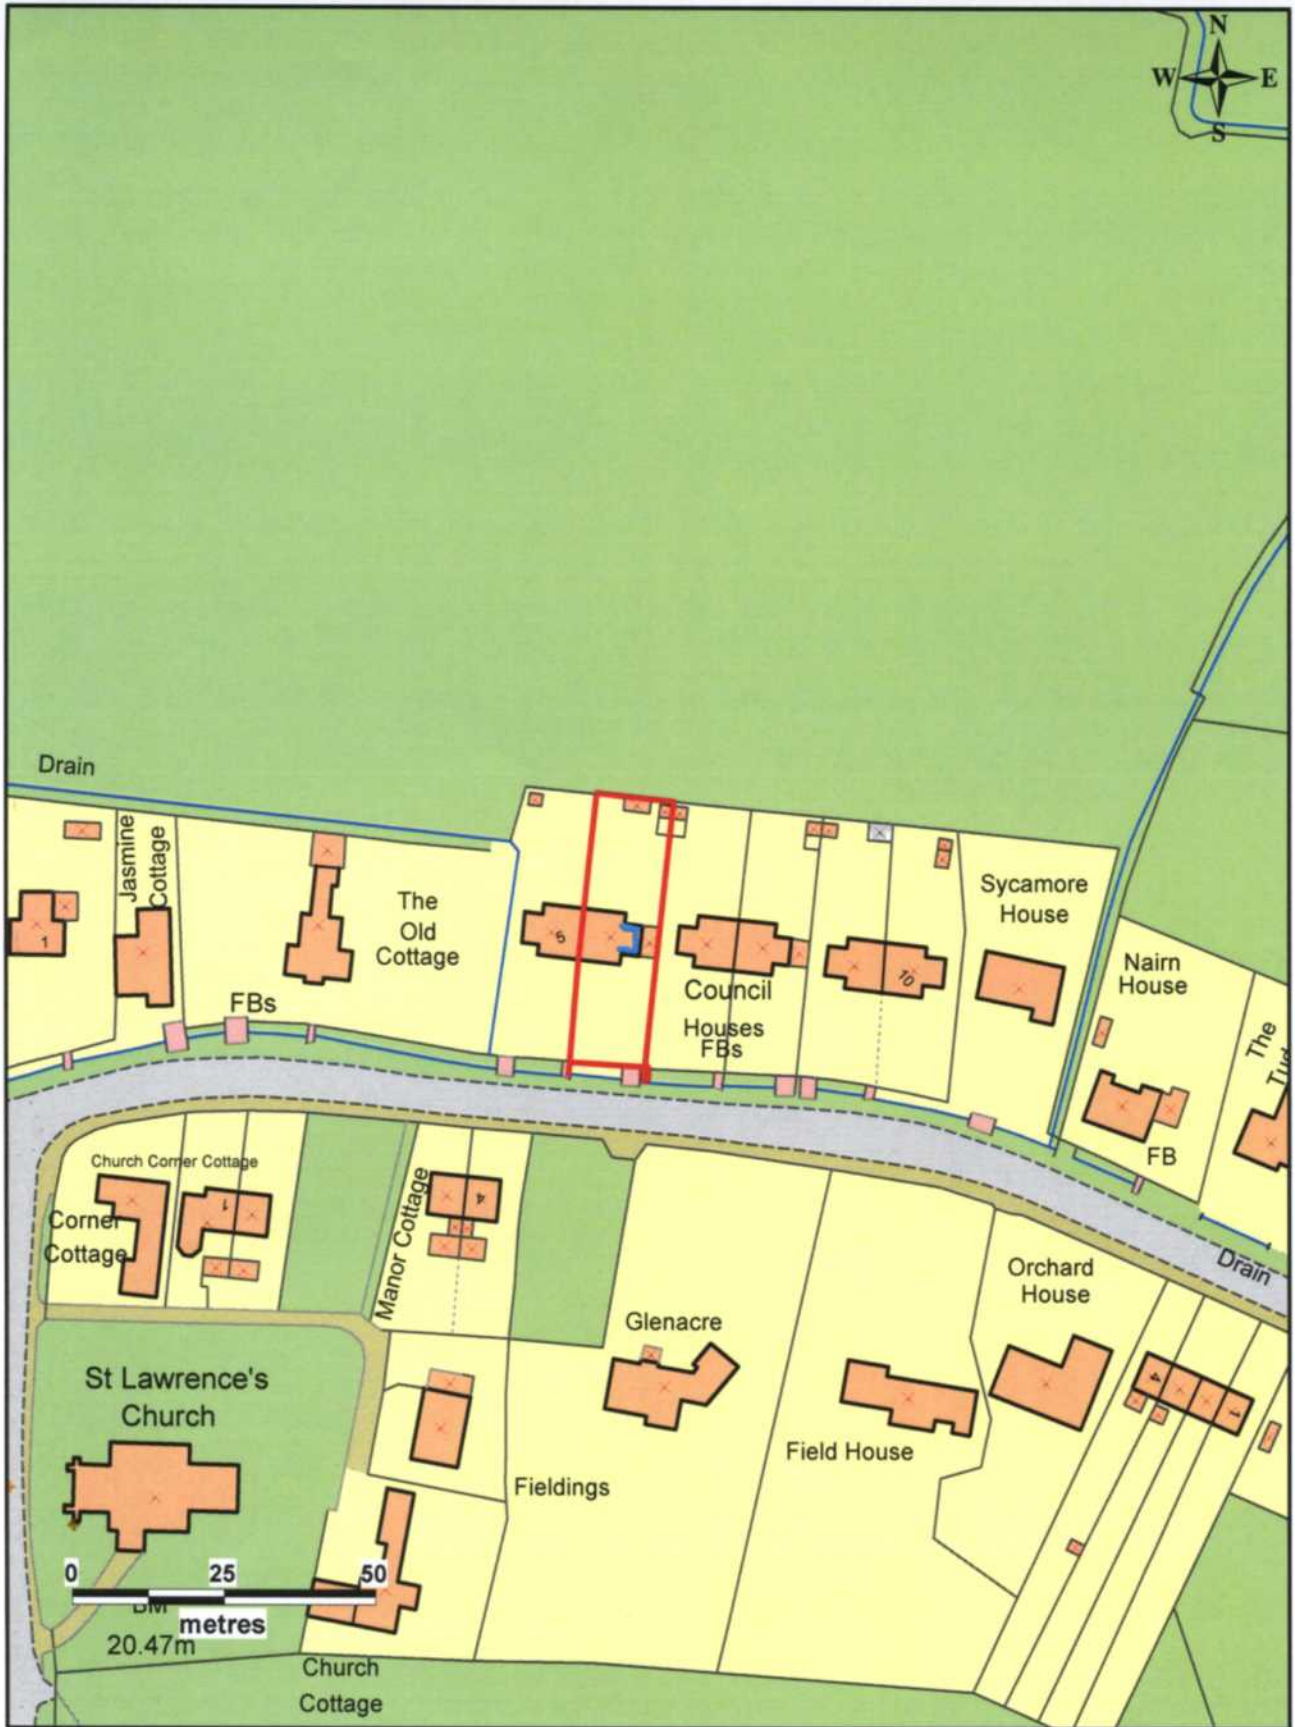 N
W E
S
Drain
Jasmine
Cottage
The
Old
Cottage
1
5
FBs
Council
Houses
FBs
10
Sycamore
House
Nairn
House
The
FB
Drain
Church Corner Cottage
Corner
Cottage
1
Manor Cottage
4
Glenacre
Orchard
House
Field House
4
1
St Lawrence's
Church
Fieldings
0 25 50
metres
BM
20.47m
Church
Cottage